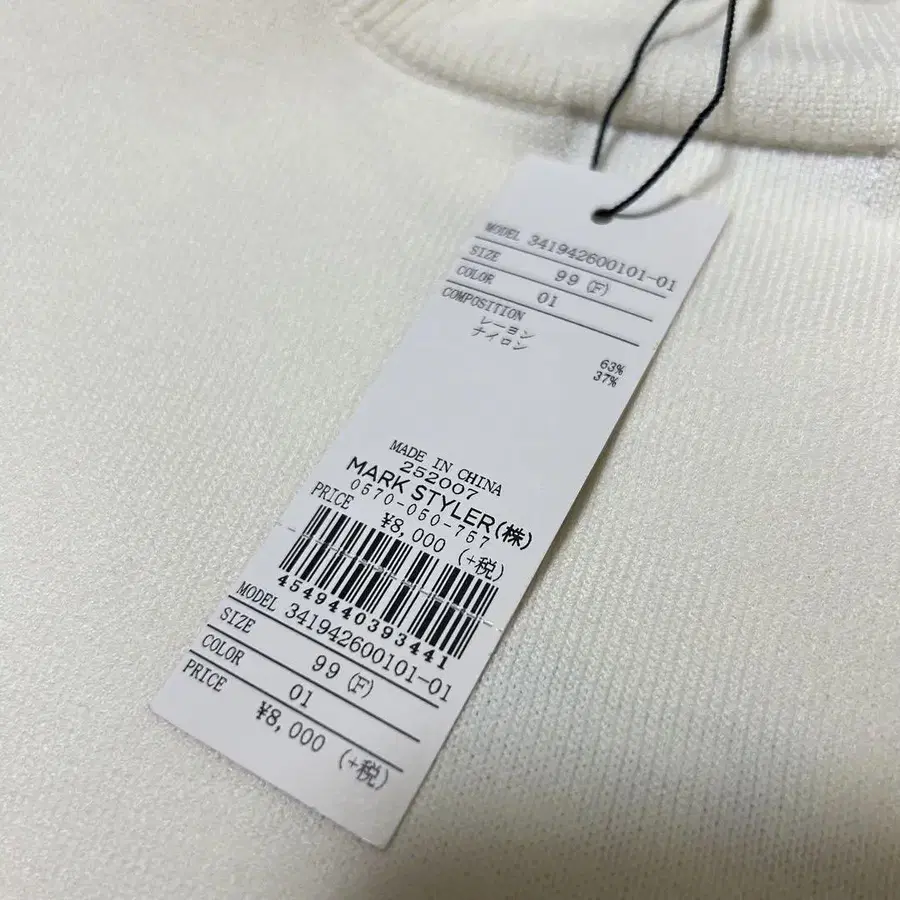 MODEL 341942600101-01
SIZE 99(F)
COLOR 01
COMPOSITION
レーヨン 63%
ナイロン 37%
MADE IN CHINA
252007
MARK STYLER(株)
0570-050-757
PRICE ¥8,000 (+税)
4549440393441
MODEL 341942600101-01
SIZE 99(F)
COLOR 01
PRICE ¥8,000 (+税)